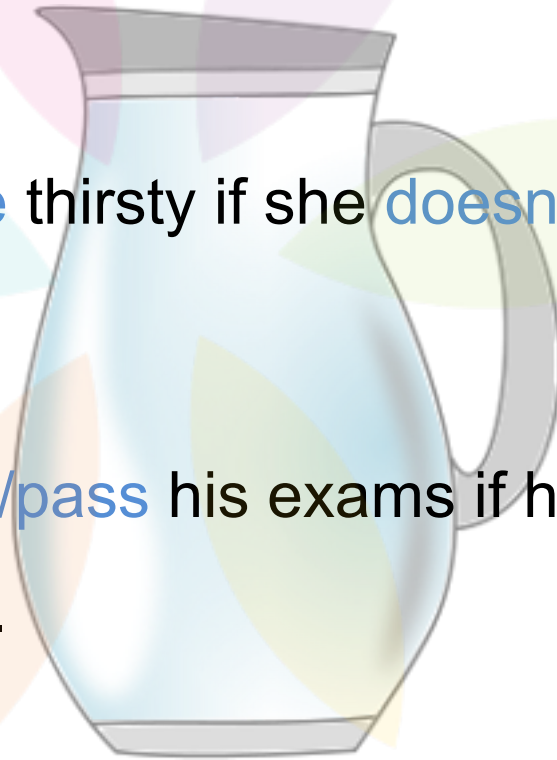 e thirsty if she doesn
/pass his exams if h
.